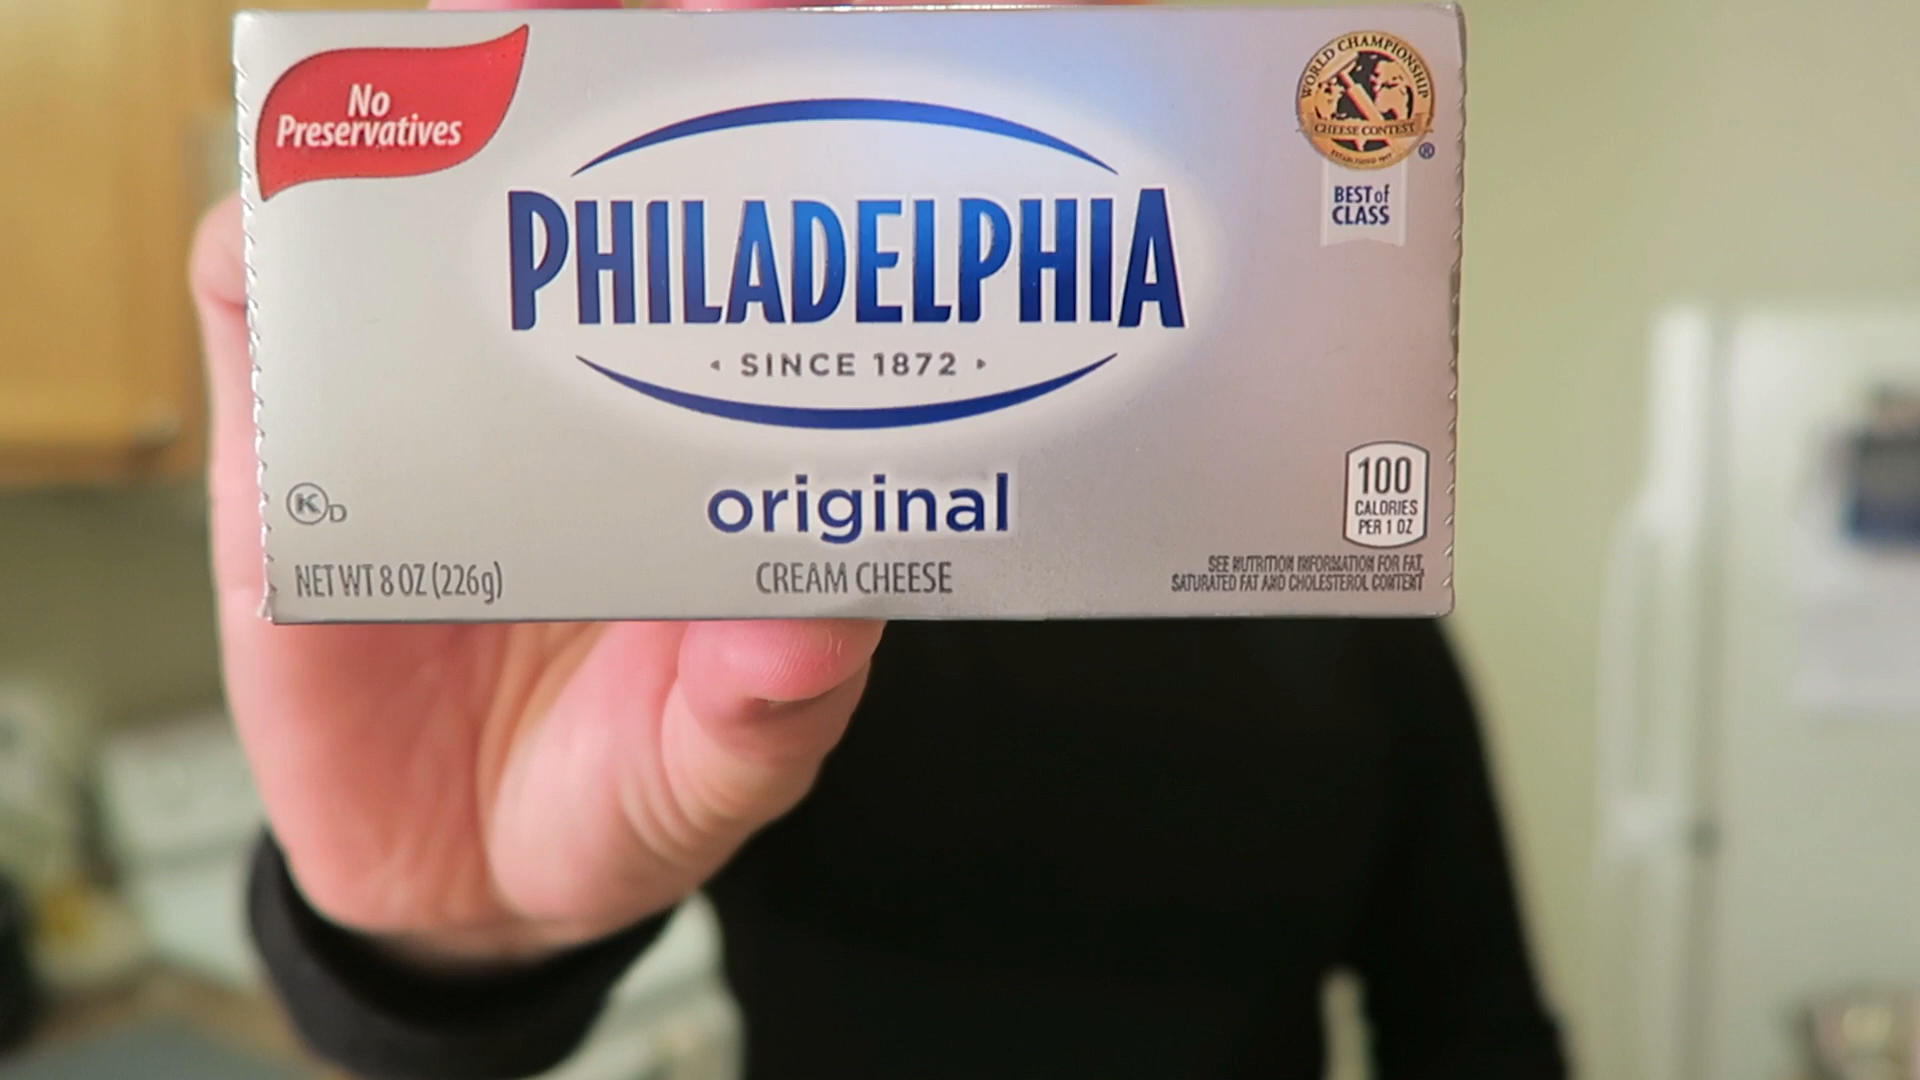 No
Preservatives
WORLD CHAMPIONSHIP
CHEESE CONTEST
®
BEST of
CLASS
PHILADELPHIA
SINCE 1872
original
CREAM CHEESE
K D
NET WT 8 OZ (226g)
100
CALORIES
PER 1 OZ
SEE NUTRITION INFORMATION FOR FAT,
SATURATED FAT AND CHOLESTEROL CONTENT